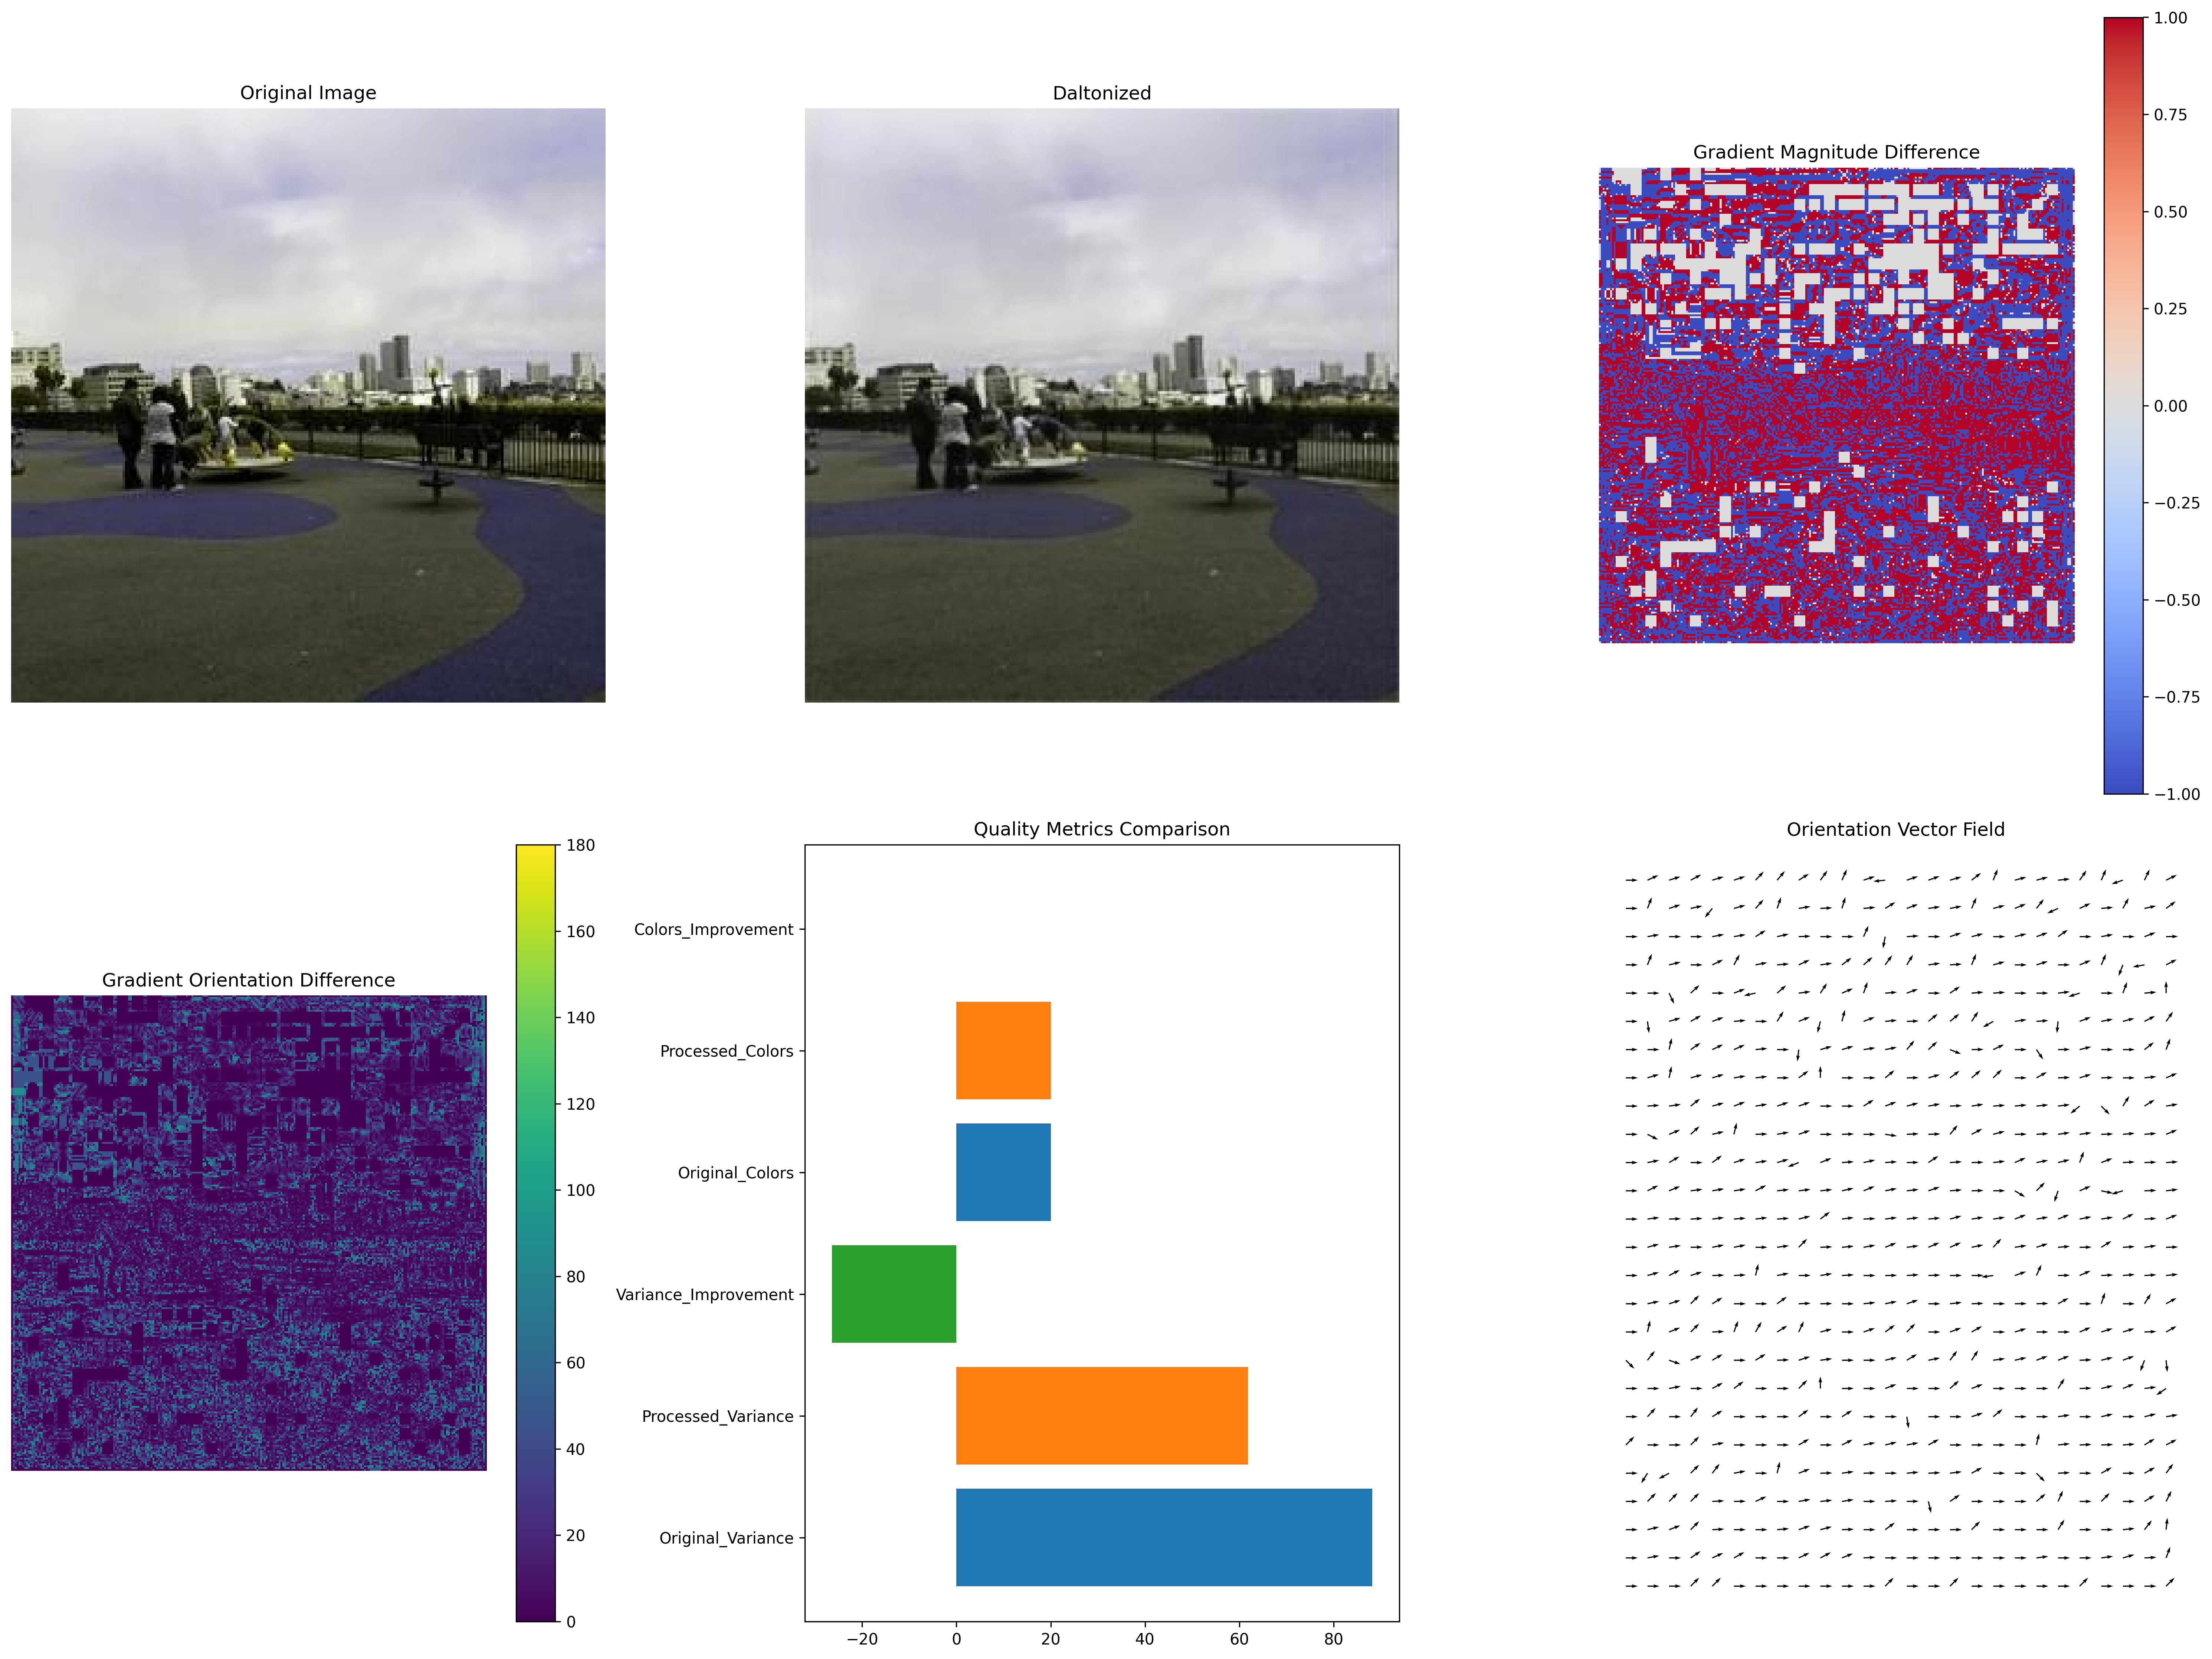 Original Image
Daltonized
Gradient Magnitude Difference
1.00
0.75
0.50
0.25
0.00
−0.25
−0.50
−0.75
−1.00
Gradient Orientation Difference
180
160
140
120
100
80
60
40
20
0
Quality Metrics Comparison
Colors_Improvement
Processed_Colors
Original_Colors
Variance_Improvement
Processed_Variance
Original_Variance
−20 0 20 40 60 80
Orientation Vector Field